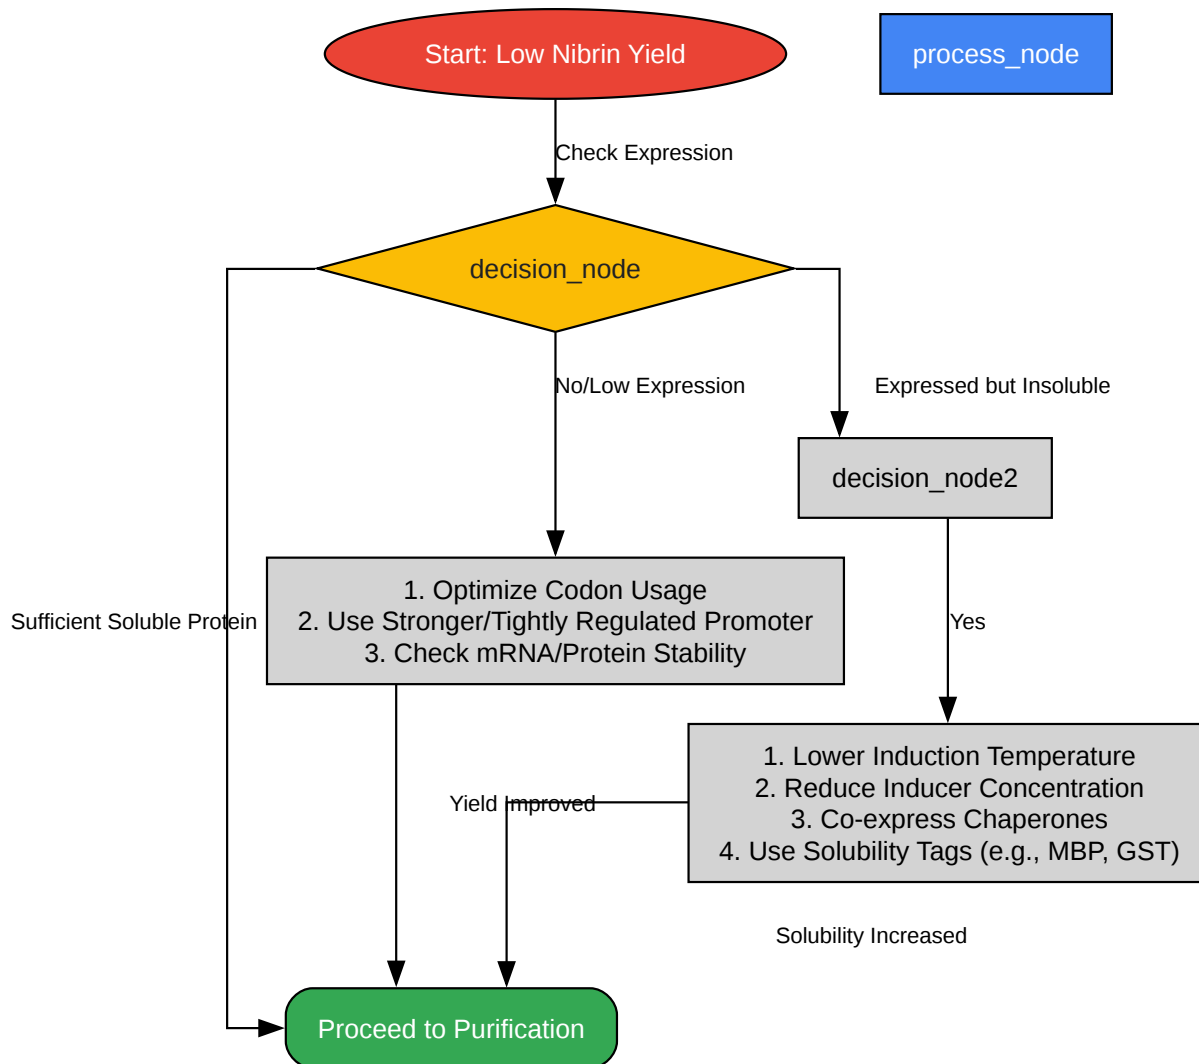 Start: Low Nibrin Yield
process_node
Check Expression
decision_node
No/Low Expression
Expressed but Insoluble
decision_node2
1. Optimize Codon Usage
2. Use Stronger/Tightly Regulated Promoter
3. Check mRNA/Protein Stability
Sufficient Soluble Protein
Yes
1. Lower Induction Temperature
2. Reduce Inducer Concentration
3. Co-express Chaperones
4. Use Solubility Tags (e.g., MBP, GST)
Yield Improved
Solubility Increased
Proceed to Purification